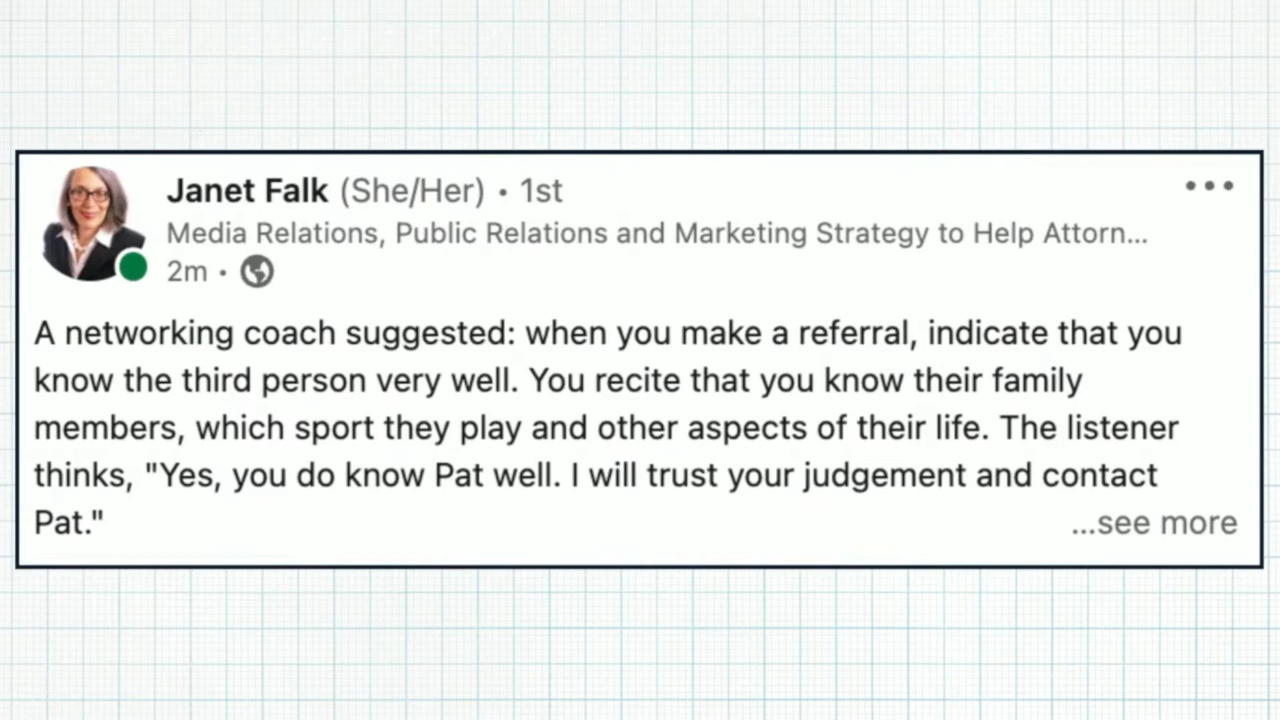 Janet Falk (She/Her) • 1st
Media Relations, Public Relations and Marketing Strategy to Help Attorn...
2m •
A networking coach suggested: when you make a referral, indicate that you
know the third person very well. You recite that you know their family
members, which sport they play and other aspects of their life. The listener
thinks, "Yes, you do know Pat well. I will trust your judgement and contact
Pat." ...see more